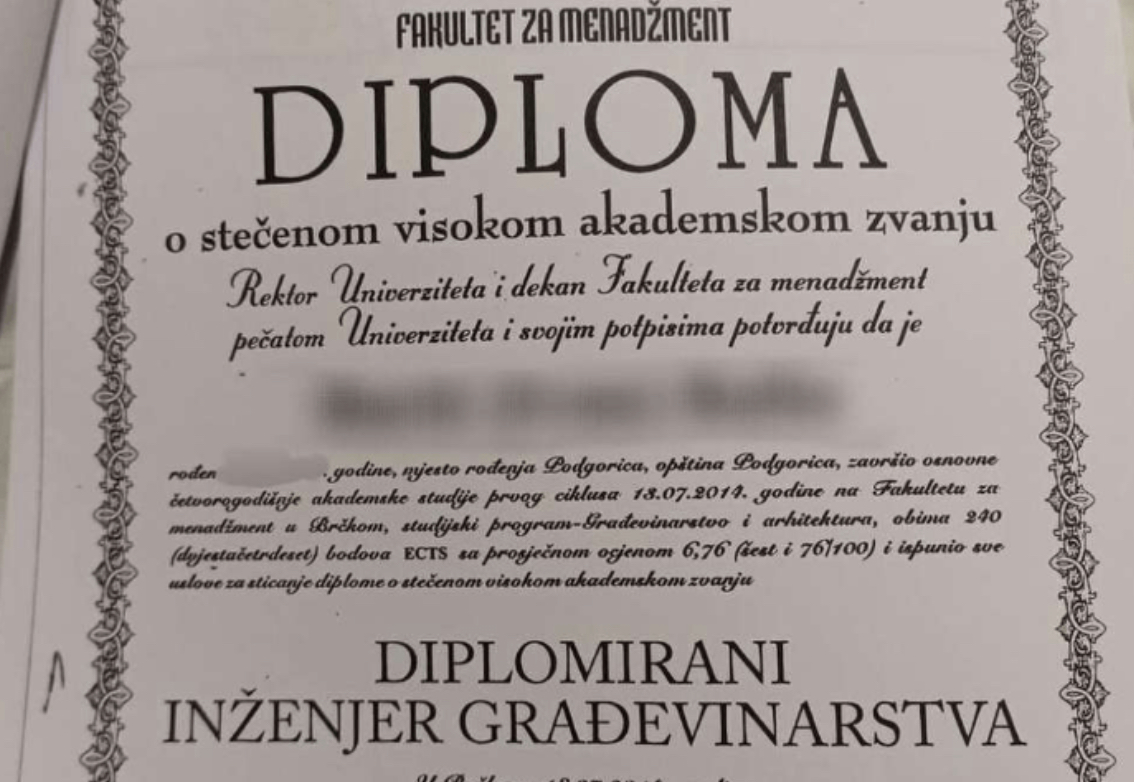 FAKULTET ZA MENADŽMENT
DIPLOMA
o stečenom visokom akademskom zvanju
Rektor Univerziteta i dekan Fakulteta za menadžment
pečatom Univerziteta i svojim potpisima potvrđuju da je
rođen .godine, mjesto rođenja Podgorica, opština Podgorica, završio osnovne
četvorogodišnje akademske studije prvog ciklusa 13.07.2014. godine na Fakultetu za
menadžment u Brčkom, studijski program-Građevinarstvo i arhitektura, obima 240
(dvjestačetrdeset) bodova ECTS sa prosječnom ocjenom 6,76 (šest i 76/100) i ispunio sve
uslove za sticanje diplome o stečenom visokom akademskom zvanju
DIPLOMIRANI
INŽENJER GRAĐEVINARSTVA